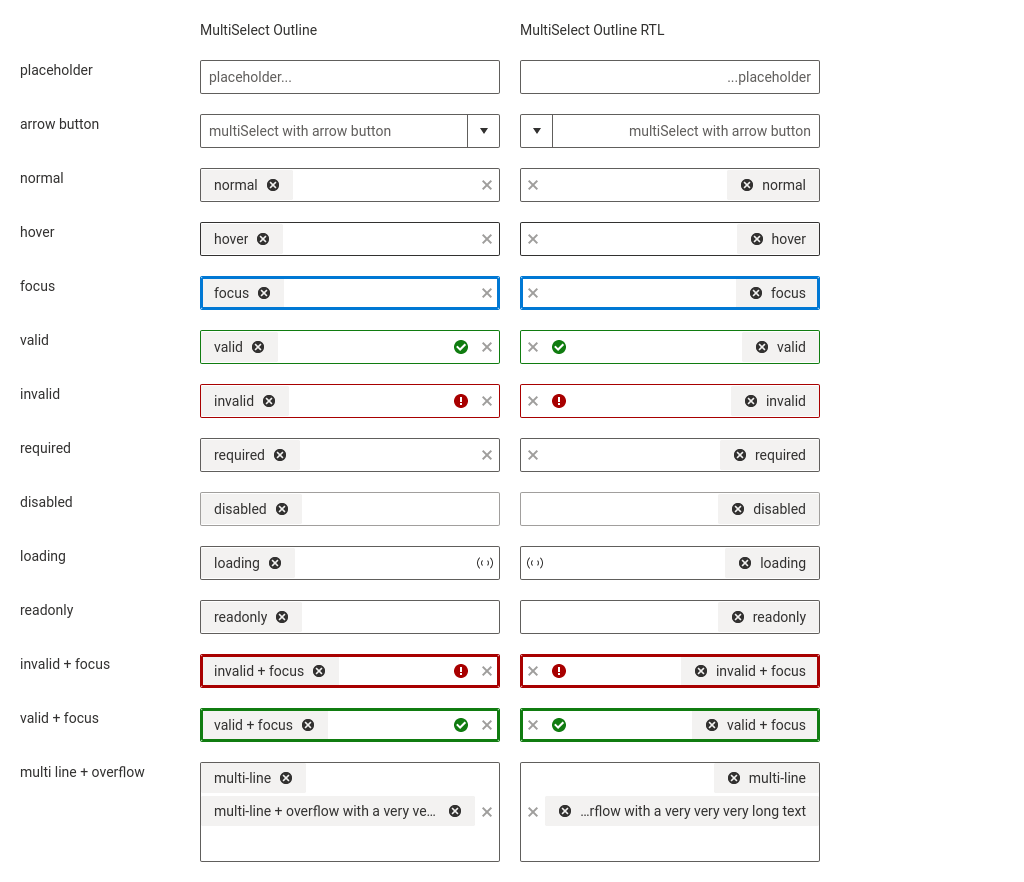 MultiSelect Outline MultiSelect Outline RTL
placeholder placeholder... ...placeholder
arrow button multiSelect with arrow button multiSelect with arrow button
normal normal normal
hover hover hover
focus focus focus
valid valid valid
invalid invalid invalid
required required required
disabled disabled disabled
loading loading loading
readonly readonly readonly
invalid + focus invalid + focus invalid + focus
valid + focus valid + focus valid + focus
multi line + overflow multi-line multi-line
multi-line + overflow with a very ve... ...rflow with a very very very long text